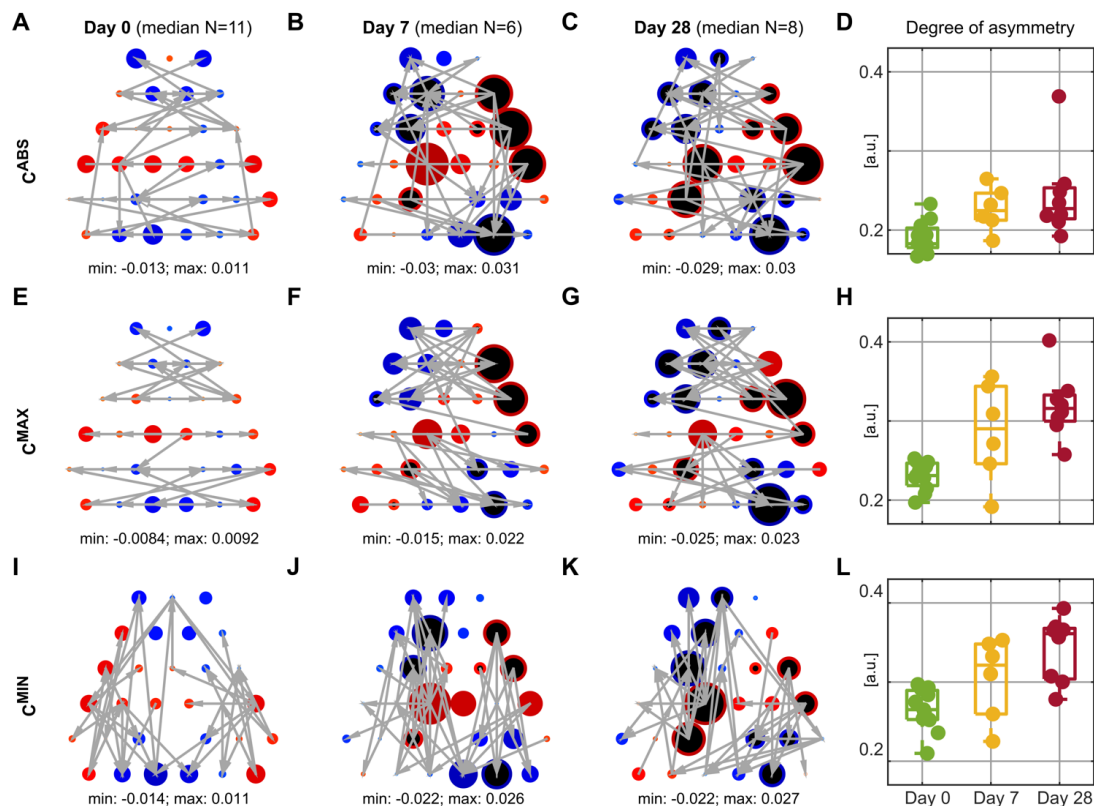 A Day 0 (median N=11) B Day 7 (median N=6) C Day 28 (median N=8) D Degree of asymmetry
C^ABS
min: -0.013; max: 0.011 min: -0.03; max: 0.031 min: -0.029; max: 0.03
0.4
[a.u.]
0.2
E F G H
C^MAX
min: -0.0084; max: 0.0092 min: -0.015; max: 0.022 min: -0.025; max: 0.023
0.4
[a.u.]
0.2
I J K L
C^MIN
min: -0.014; max: 0.011 min: -0.022; max: 0.026 min: -0.022; max: 0.027
0.4
[a.u.]
0.2
Day 0 Day 7 Day 28